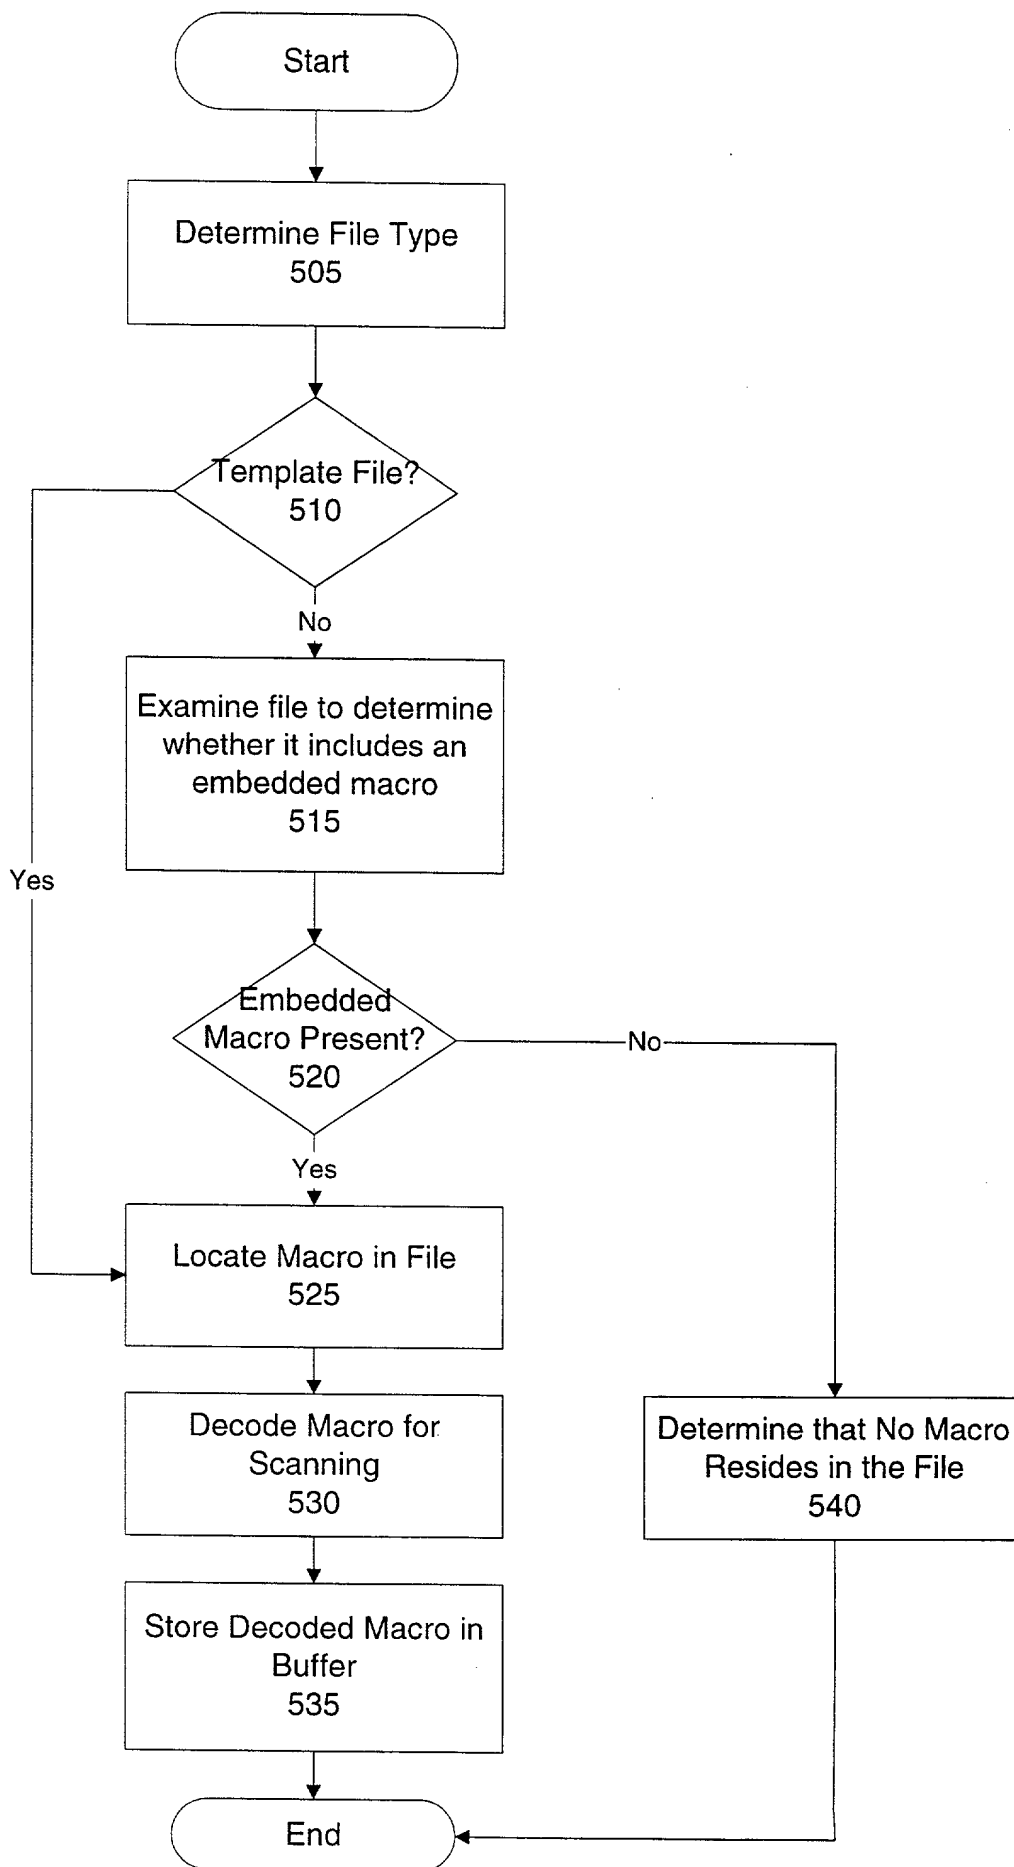 Start
Determine File Type
505
Template File?
510
No
Examine file to determine
whether it includes an
embedded macro
515
Yes
Embedded
Macro Present?
520
No
Yes
Locate Macro in File
525
Decode Macro for
Scanning
530
Determine that No Macro
Resides in the File
540
Store Decoded Macro in
Buffer
535
End